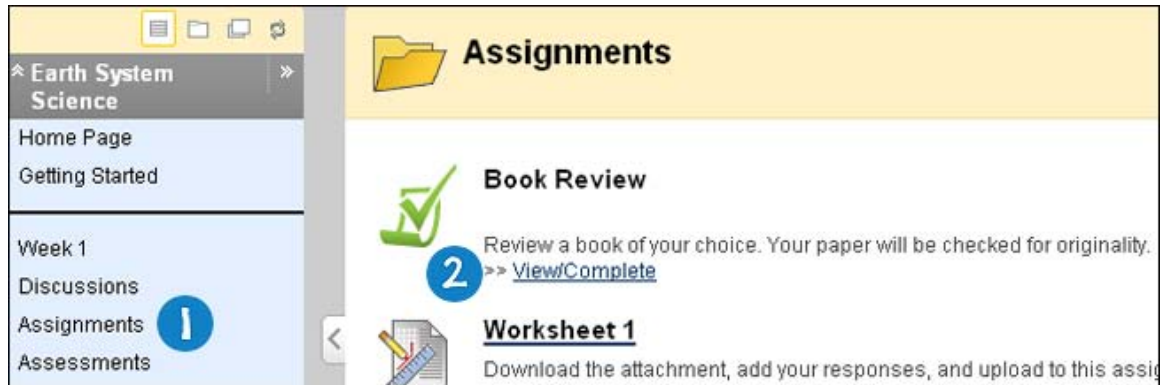 Earth System
Science
Home Page
Getting Started
Week 1
Discussions
Assignments 1
Assessments
Assignments
Book Review
Review a book of your choice. Your paper will be checked for originality.
2 >> View/Complete
Worksheet 1
Download the attachment, add your responses, and upload to this